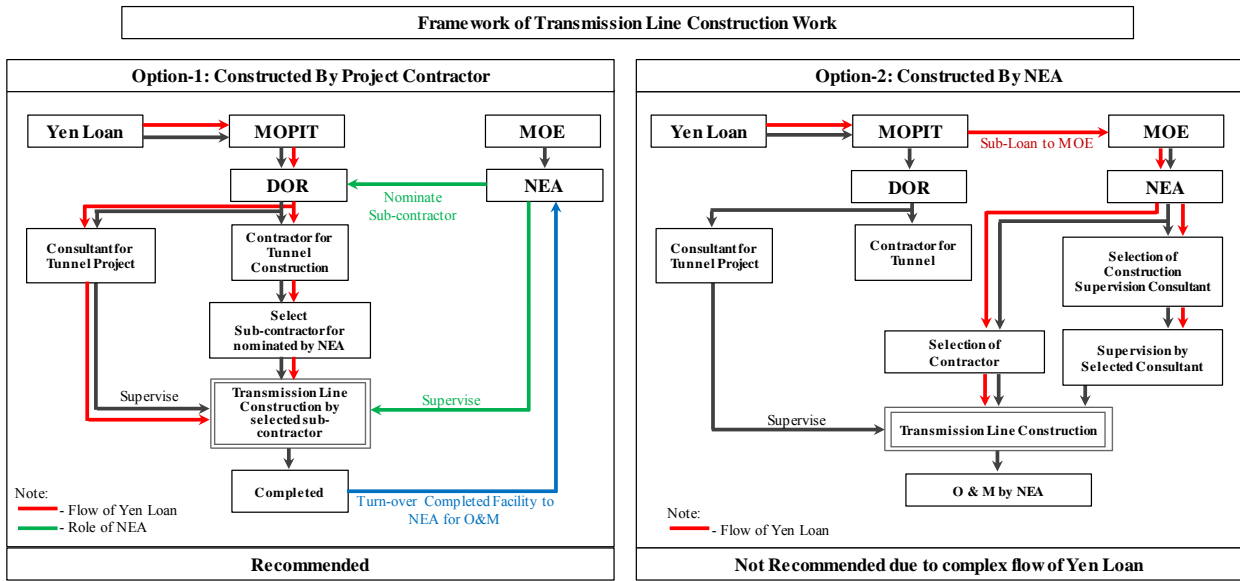 Framework of Transmission Line Construction Work
Option-1: Constructed By Project Contractor
Yen Loan
MOPIT
MOE
DOR
NEA
Nominate
Sub-contractor
Consultant for
Tunnel Project
Contractor for
Tunnel
Construction
Select
Sub-contractor for
nominated by NEA
Supervise
Transmission Line
Construction by
selected sub-
contractor
Supervise
Completed
Turn-over Completed Facility to
NEA for O&M
Note:
- Flow of Yen Loan
- Role of NEA
Recommended
Option-2: Constructed By NEA
Yen Loan
MOPIT
Sub-Loan to MOE
MOE
DOR
NEA
Consultant for
Tunnel Project
Contractor for
Tunnel
Selection of
Construction
Supervision Consultant
Selection of
Contractor
Supervision by
Selected Consultant
Supervise
Transmission Line Construction
O & M by NEA
Note:
- Flow of Yen Loan
Not Recommended due to complex flow of Yen Loan